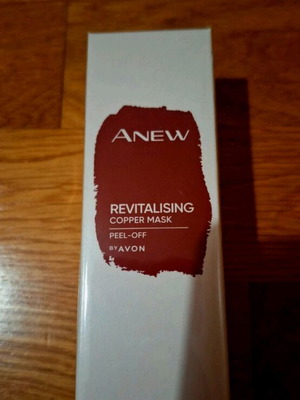 ANEW
REVITALISING
COPPER MASK
PEEL-OFF
BY AVON